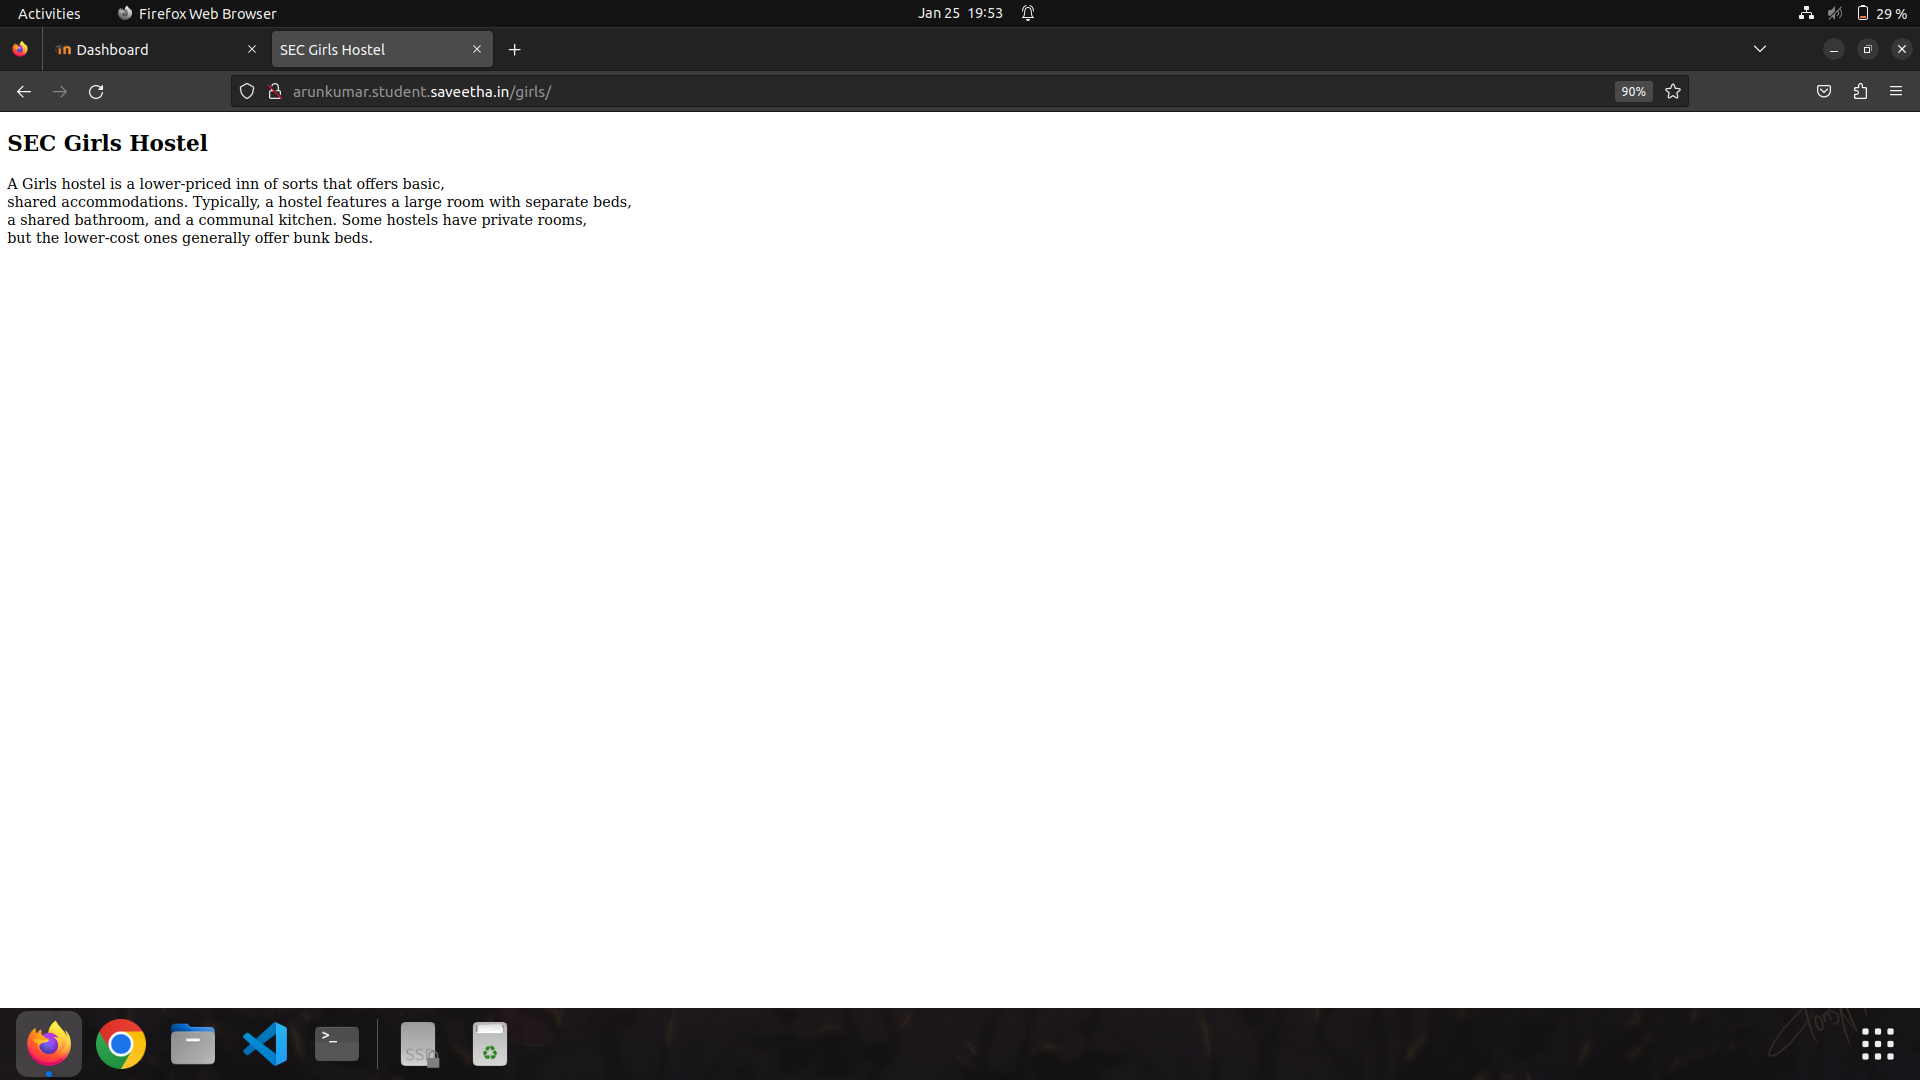 Activities
Firefox Web Browser
Jan 25 19:53
29 %
Dashboard
SEC Girls Hostel
arunkumar.student.saveetha.in/girls/
90%
SEC Girls Hostel
A Girls hostel is a lower-priced inn of sorts that offers basic,
shared accommodations. Typically, a hostel features a large room with separate beds,
a shared bathroom, and a communal kitchen. Some hostels have private rooms,
but the lower-cost ones generally offer bunk beds.
>_
SSD